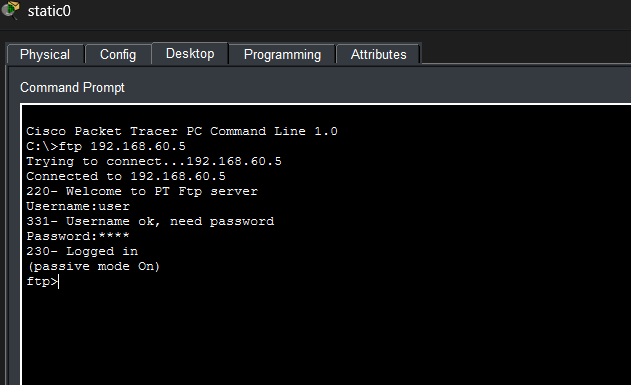 static0
Physical Config Desktop Programming Attributes
Command Prompt
Cisco Packet Tracer PC Command Line 1.0
C:\>ftp 192.168.60.5
Trying to connect...192.168.60.5
Connected to 192.168.60.5
220- Welcome to PT Ftp server
Username:user
331- Username ok, need password
Password:****
230- Logged in
(passive mode On)
ftp>